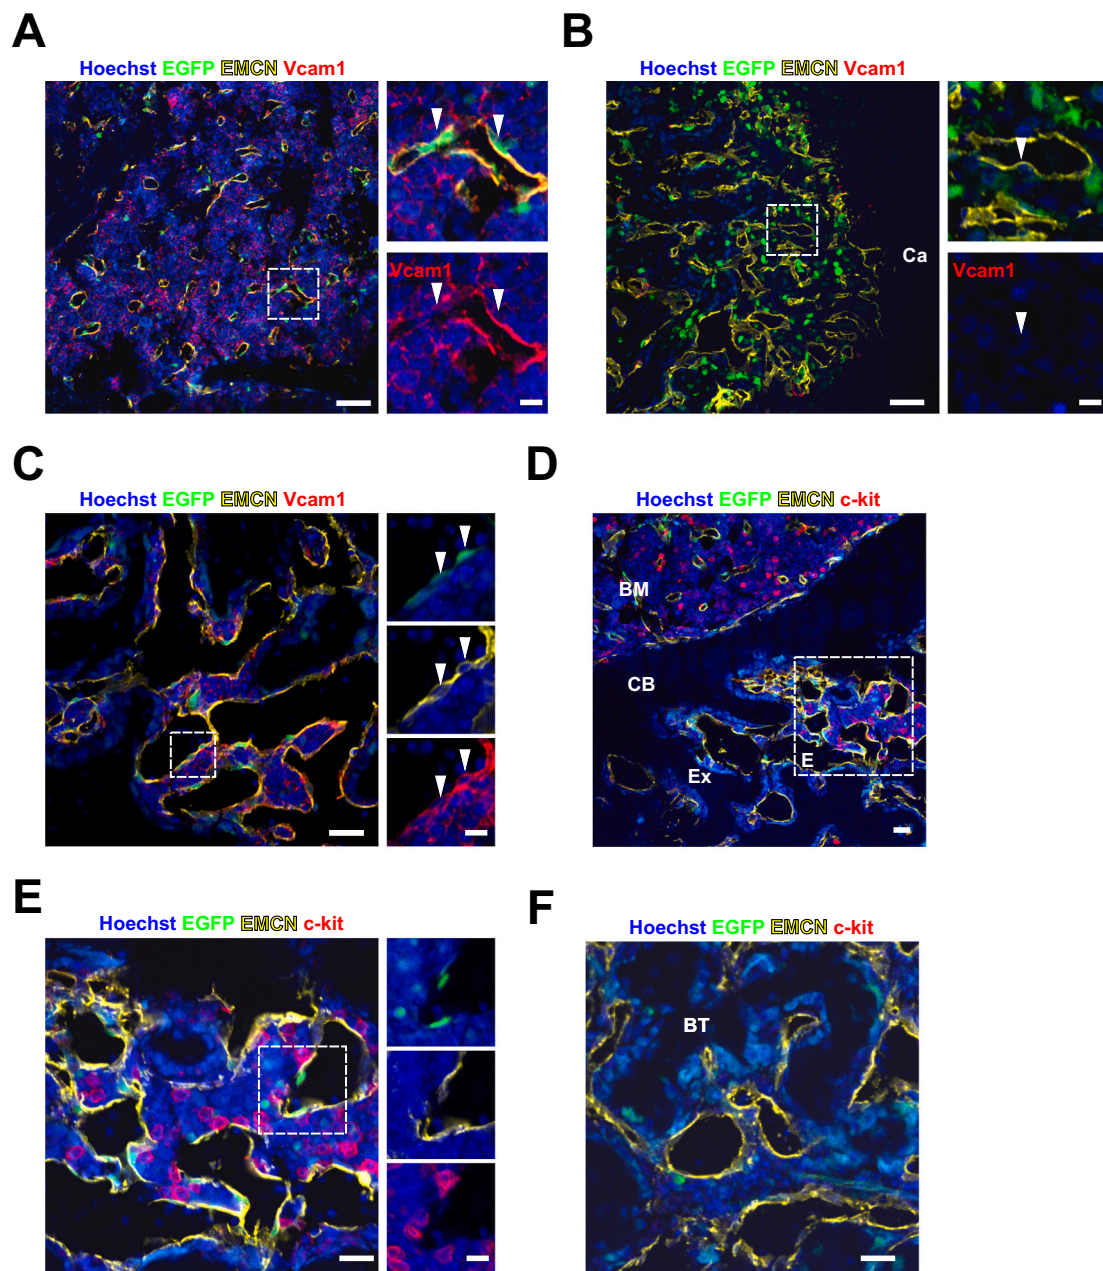 A
Hoechst EGFP EMCN Vcam1
Vcam1
B
Hoechst EGFP EMCN Vcam1
Ca
Vcam1
C
Hoechst EGFP EMCN Vcam1
D
Hoechst EGFP EMCN c-kit
BM
CB
E
Ex
E
Hoechst EGFP EMCN c-kit
F
Hoechst EGFP EMCN c-kit
BT